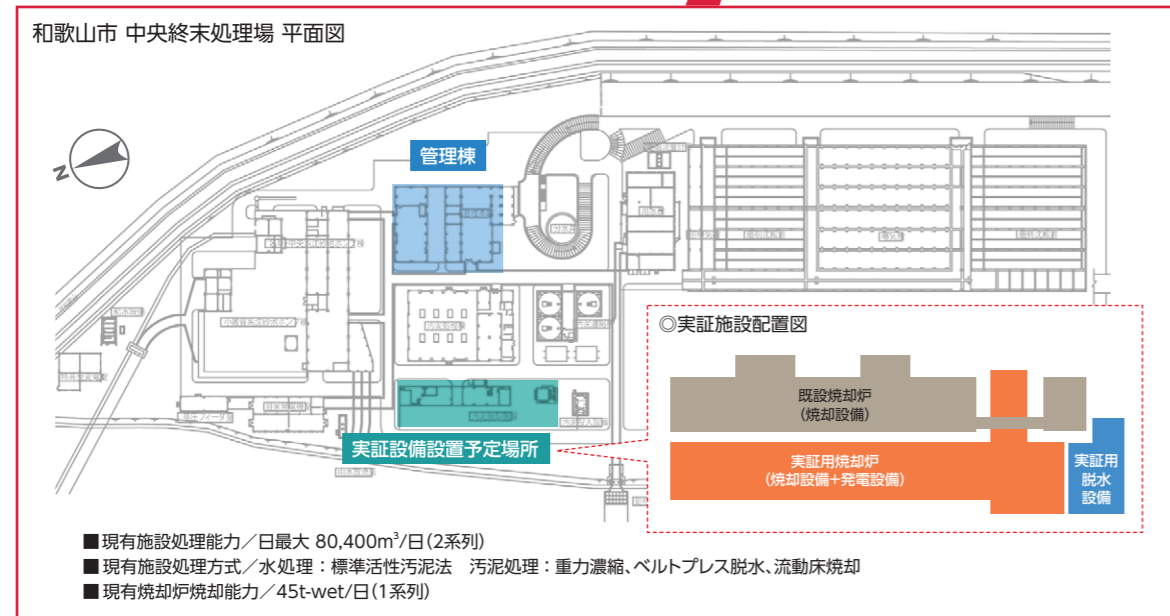 和歌山市 中央終末処理場 平面図
N
管理棟
◎実証施設配置図
既設焼却炉
(焼却設備)
実証設備設置予定場所
実証用焼却炉
(焼却設備+発電設備)
実証用
脱水
設備
■現有施設処理能力／日最大 80,400m³/日(2系列)
■現有施設処理方式／水処理：標準活性汚泥法　汚泥処理：重力濃縮、ベルトプレス脱水、流動床焼却
■現有焼却炉焼却能力／45t-wet/日(1系列)